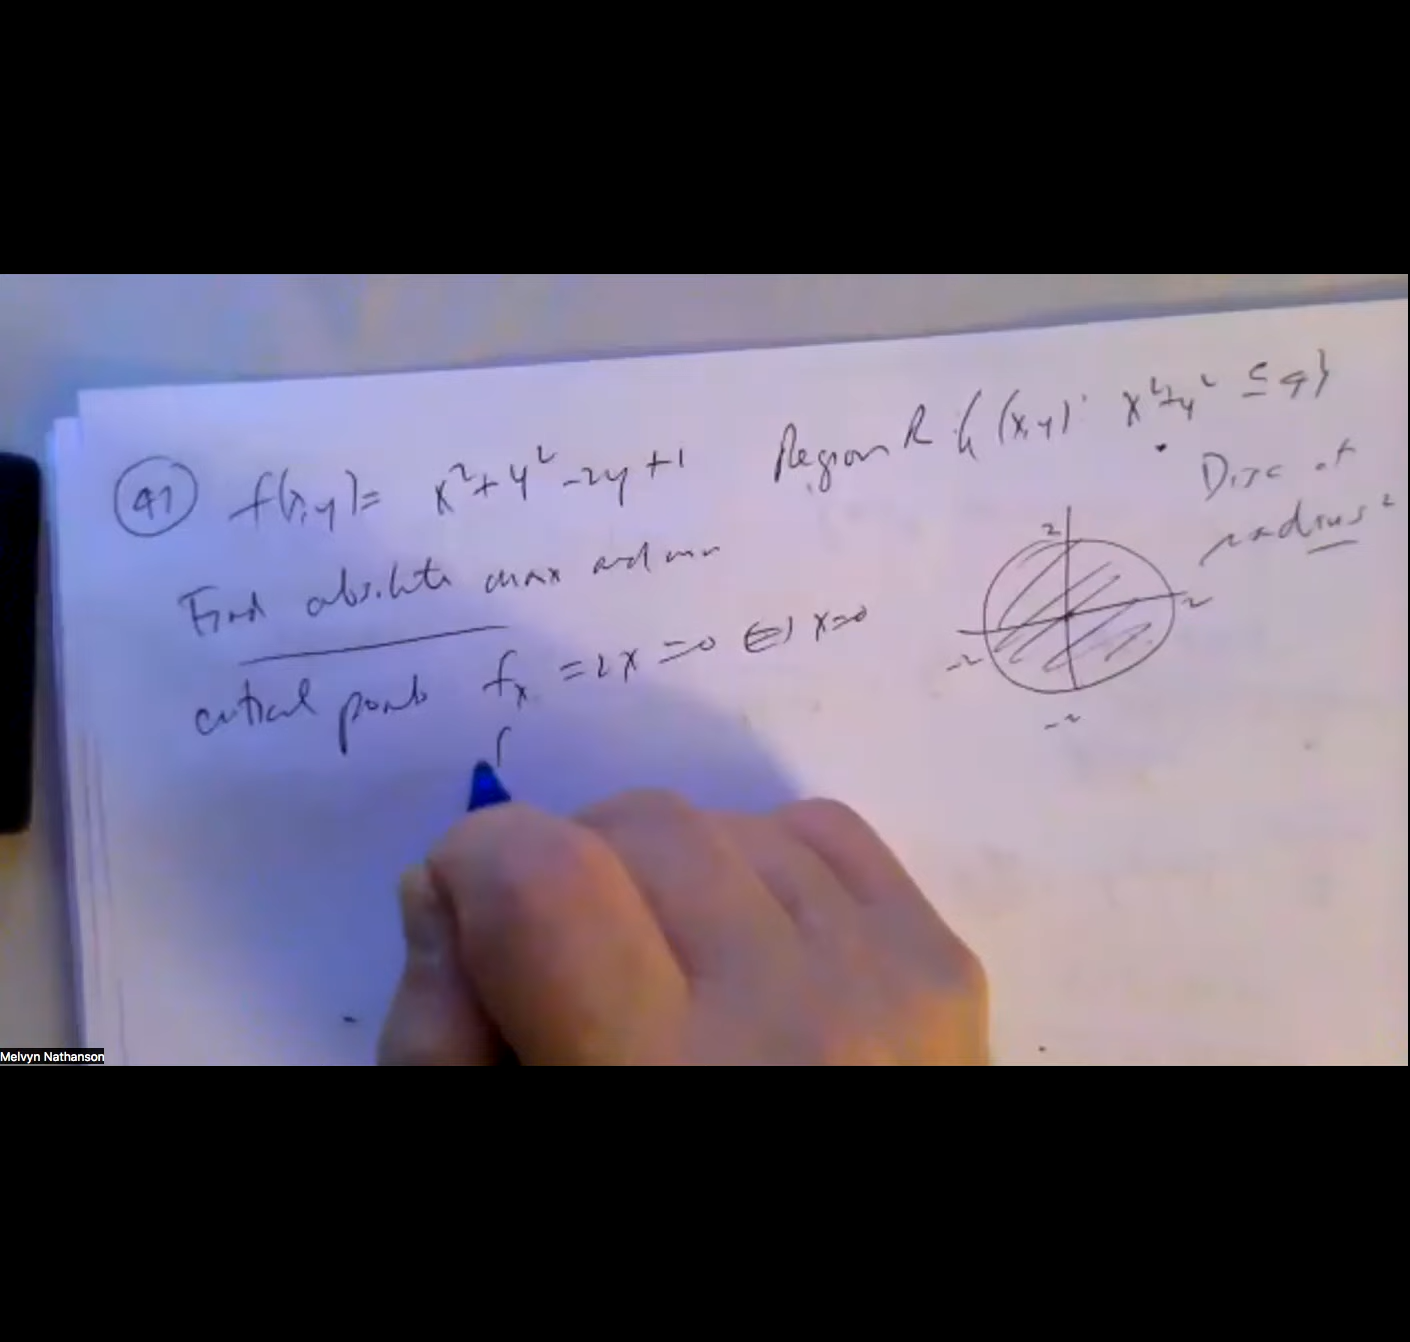 41 f(x,y)= x²+y²-2y+1 Region R {(x,y): x²+y² ≤ 4}
Disc of
radius 2
Find absolute max and min
2
2
-2
-2
critical points fx = 2x = 0 ⟺ x=0
f
Melvyn Nathanson